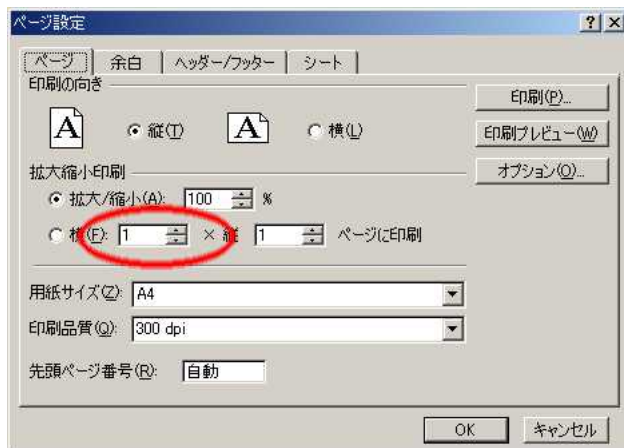 ページ設定
ページ 余白 ヘッダー/フッター シート
印刷の向き
A 縦(T) A 横(L)
印刷(P)...
印刷プレビュー(W)
オプション(O)...
拡大縮小印刷
拡大/縮小(A): 100 %
横(F): 1 × 縦 1 ページに印刷
用紙サイズ(Z): A4
印刷品質(Q): 300 dpi
先頭ページ番号(R): 自動
OK キャンセル